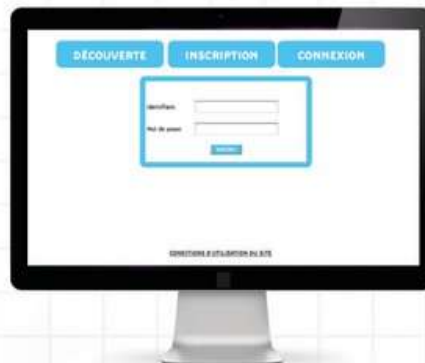 DÉCOUVERTE INSCRIPTION CONNEXION
Identifiant
Mot de passe
CONDITIONS D'UTILISATION DU SITE